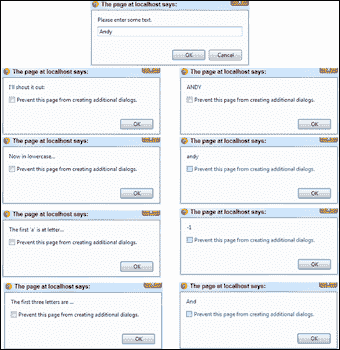 The page at localhost says:
Please enter some text.
Andy
OK
Cancel
The page at localhost says:
I'll shout it out:
Prevent this page from creating additional dialogs.
OK
The page at localhost says:
ANDY
Prevent this page from creating additional dialogs.
OK
The page at localhost says:
Now in lowercase...
Prevent this page from creating additional dialogs.
OK
The page at localhost says:
andy
Prevent this page from creating additional dialogs.
OK
The page at localhost says:
The first 'a' is at letter...
Prevent this page from creating additional dialogs.
OK
The page at localhost says:
-1
Prevent this page from creating additional dialogs.
OK
The page at localhost says:
The first three letters are ...
Prevent this page from creating additional dialogs.
OK
The page at localhost says:
And
Prevent this page from creating additional dialogs.
OK